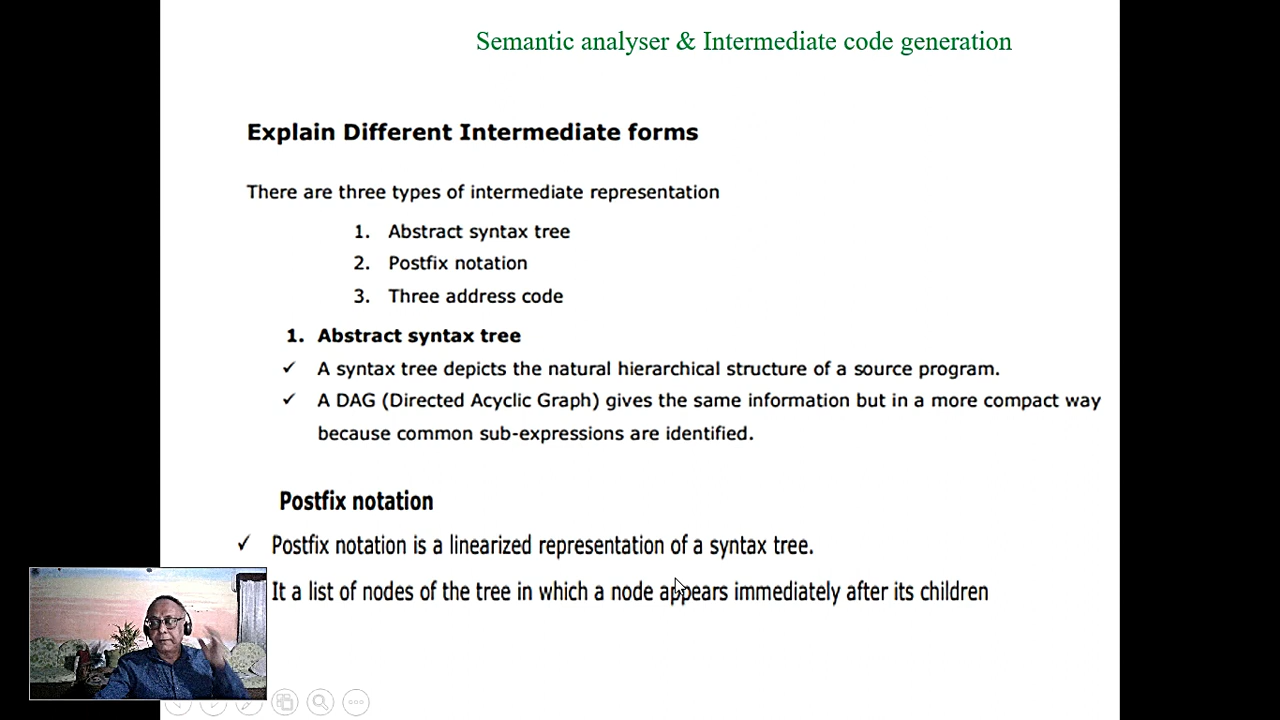 Semantic analyser & Intermediate code generation
Explain Different Intermediate forms
There are three types of intermediate representation
1. Abstract syntax tree
2. Postfix notation
3. Three address code
1. Abstract syntax tree
✓ A syntax tree depicts the natural hierarchical structure of a source program.
✓ A DAG (Directed Acyclic Graph) gives the same information but in a more compact way
because common sub-expressions are identified.
Postfix notation
✓ Postfix notation is a linearized representation of a syntax tree.
It a list of nodes of the tree in which a node appears immediately after its children